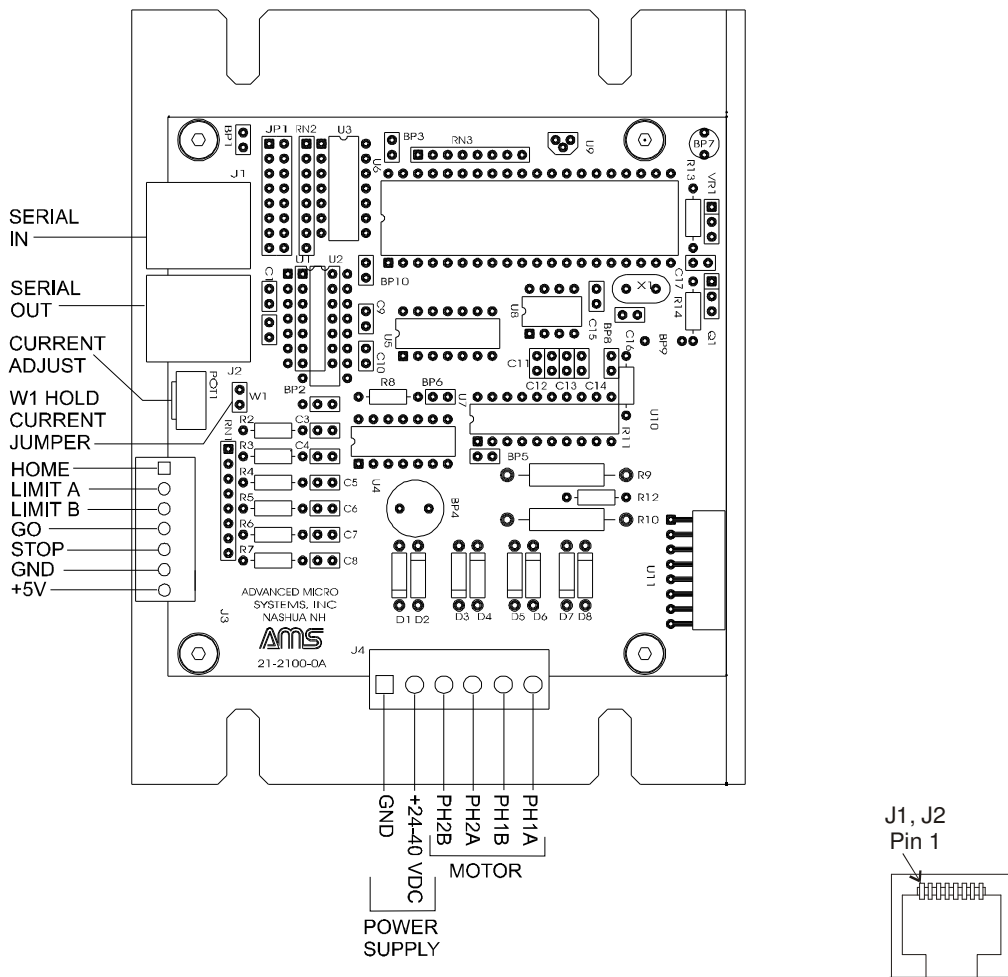 BP1
JP1
RN2
U3
BP3
RN3
U9
BP7
J1
U6
R13
VR1
SERIAL
IN
U1
U2
BP10
C17
SERIAL
OUT
C1
C9
U5
U8
C15
X1
R14
Q1
CURRENT
ADJUST
J2
POT1
W1
C10
BP2
C11
C12
C13
C14
BP8
C16
BP9
W1 HOLD
CURRENT
JUMPER
R8
BP6
U7
U10
R11
RN1
R2
C3
R3
C4
BP5
HOME
LIMIT A
LIMIT B
GO
STOP
GND
+5V
R4
C5
R5
C6
R6
C7
R7
C8
U4
BP4
R9
R12
R10
U11
J3
ADVANCED MICRO
SYSTEMS, INC
NASHUA NH
AMS
21-2100-0A
D1
D2
D3
D4
D5
D6
D7
D8
J4
GND
+24-40 VDC
PH2B
PH2A
PH1B
PH1A
MOTOR
POWER
SUPPLY
J1, J2
Pin 1